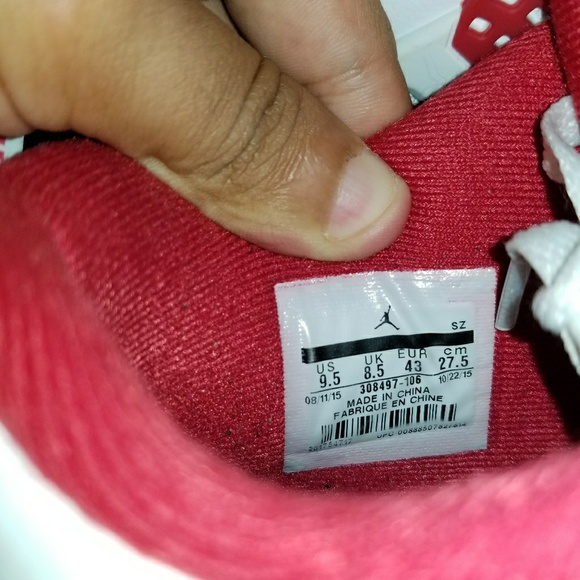 SZ
US UK EUR cm
9.5 8.5 43 27.5
08/11/15 308497-106 10/22/15
MADE IN CHINA
FABRIQUE EN CHINE
UPC